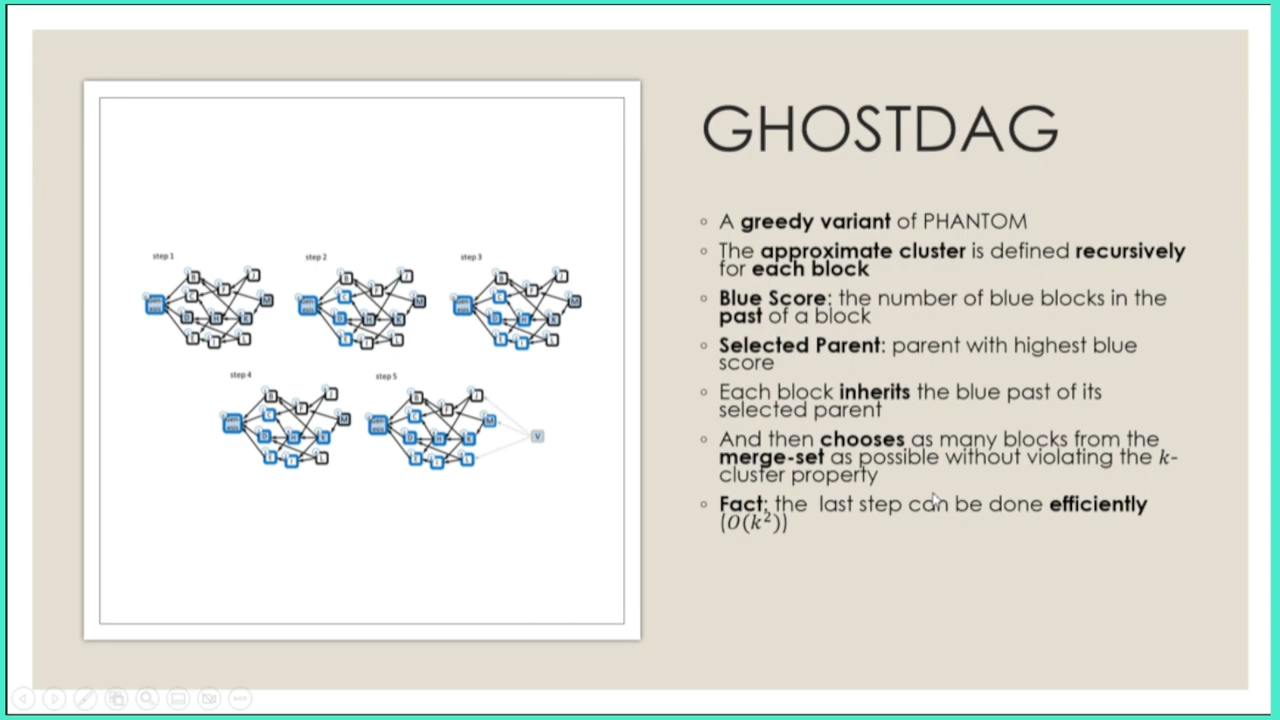 GHOSTDAG
A greedy variant of PHANTOM
The approximate cluster is defined recursively
for each block
Blue Score: the number of blue blocks in the
past of a block
Selected Parent: parent with highest blue
score
Each block inherits the blue past of its
selected parent
And then chooses as many blocks from the
merge-set as possible without violating the k-
cluster property
Fact: the last step can be done efficiently
(O(k²))
step 1
step 2
step 3
step 4
step 5
V